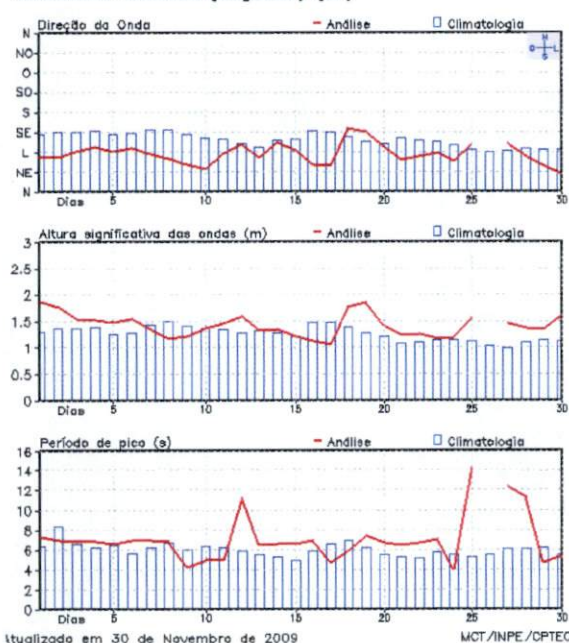 Direção da Onda — Análise Climatologia
N
NO
O
SO
S
SE
L
NE
N
N
O L
S
Dias 5 10 15 20 25 30
Altura significativa das ondas (m) — Análise Climatologia
3
2.5
2
1.5
1
0.5
0
Dias 5 10 15 20 25 30
Período de pico (s) — Análise Climatologia
16
14
12
10
8
6
4
2
0
Dias 5 10 15 20 25 30
tualizado em 30 de Novembro de 2009 MCT/INPE/CPTEC